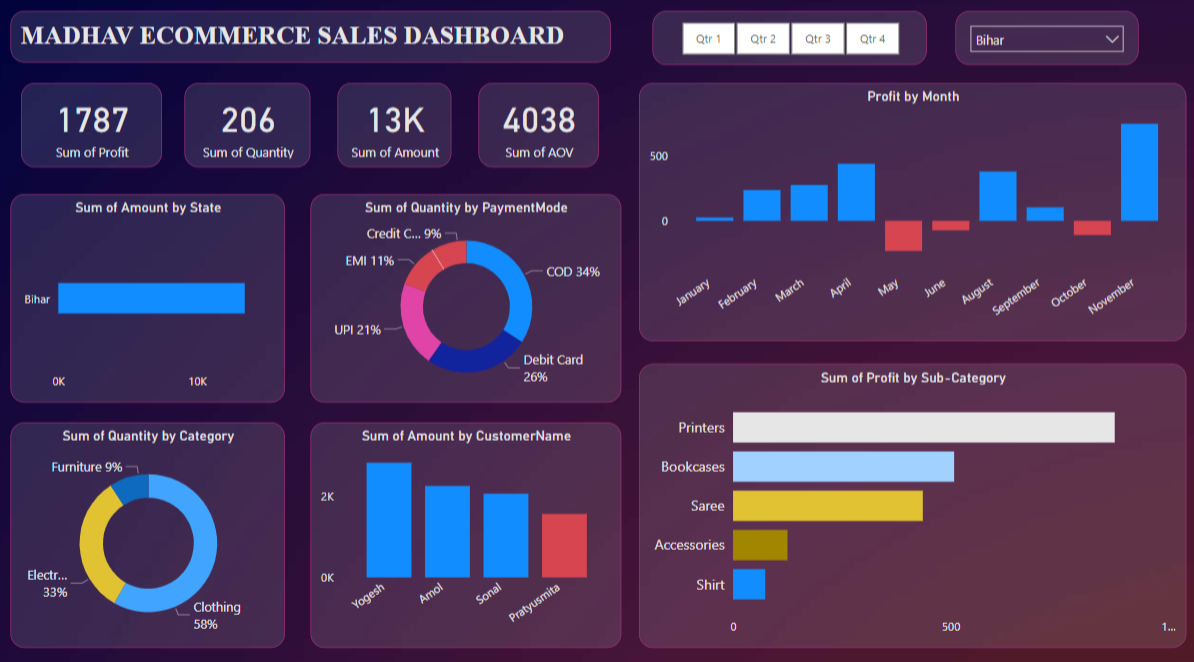 MADHAV ECOMMERCE SALES DASHBOARD
Qtr 1 Qtr 2 Qtr 3 Qtr 4
Bihar
1787
Sum of Profit
206
Sum of Quantity
13K
Sum of Amount
4038
Sum of AOV
Profit by Month
500
0
January February March April May June August September October November
Sum of Amount by State
Bihar
0K 10K
Sum of Quantity by PaymentMode
Credit C... 9%
EMI 11%
COD 34%
UPI 21%
Debit Card
26%
Sum of Profit by Sub-Category
Printers
Bookcases
Saree
Accessories
Shirt
0 500 1...
Sum of Quantity by Category
Furniture 9%
Electr...
33%
Clothing
58%
Sum of Amount by CustomerName
2K
0K
Yogesh Amol Sonal Pratyusmita